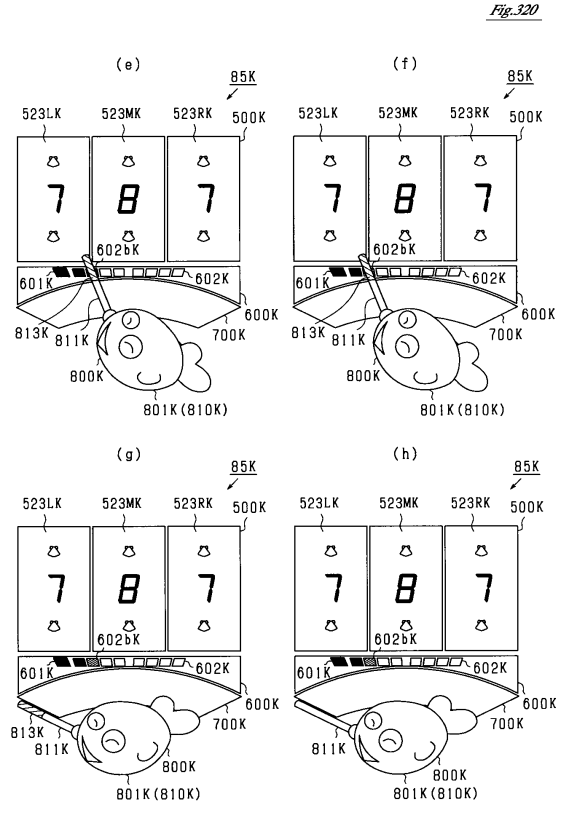 Fig.320
(e)
85K
523LK 523MK 523RK
500K
7 8 7
602bK
601K 602K
600K
813K 811K 700K
800K
801K(810K)
(f)
85K
523LK 523MK 523RK
500K
7 8 7
602bK
601K 602K
600K
813K 811K 700K
800K
801K(810K)
(g)
85K
523LK 523MK 523RK
500K
7 8 7
602bK
601K 602K
600K
700K
813K
811K
800K
801K(810K)
(h)
85K
523LK 523MK 523RK
500K
7 8 7
602bK
601K 602K
600K
700K
811K
800K
801K(810K)